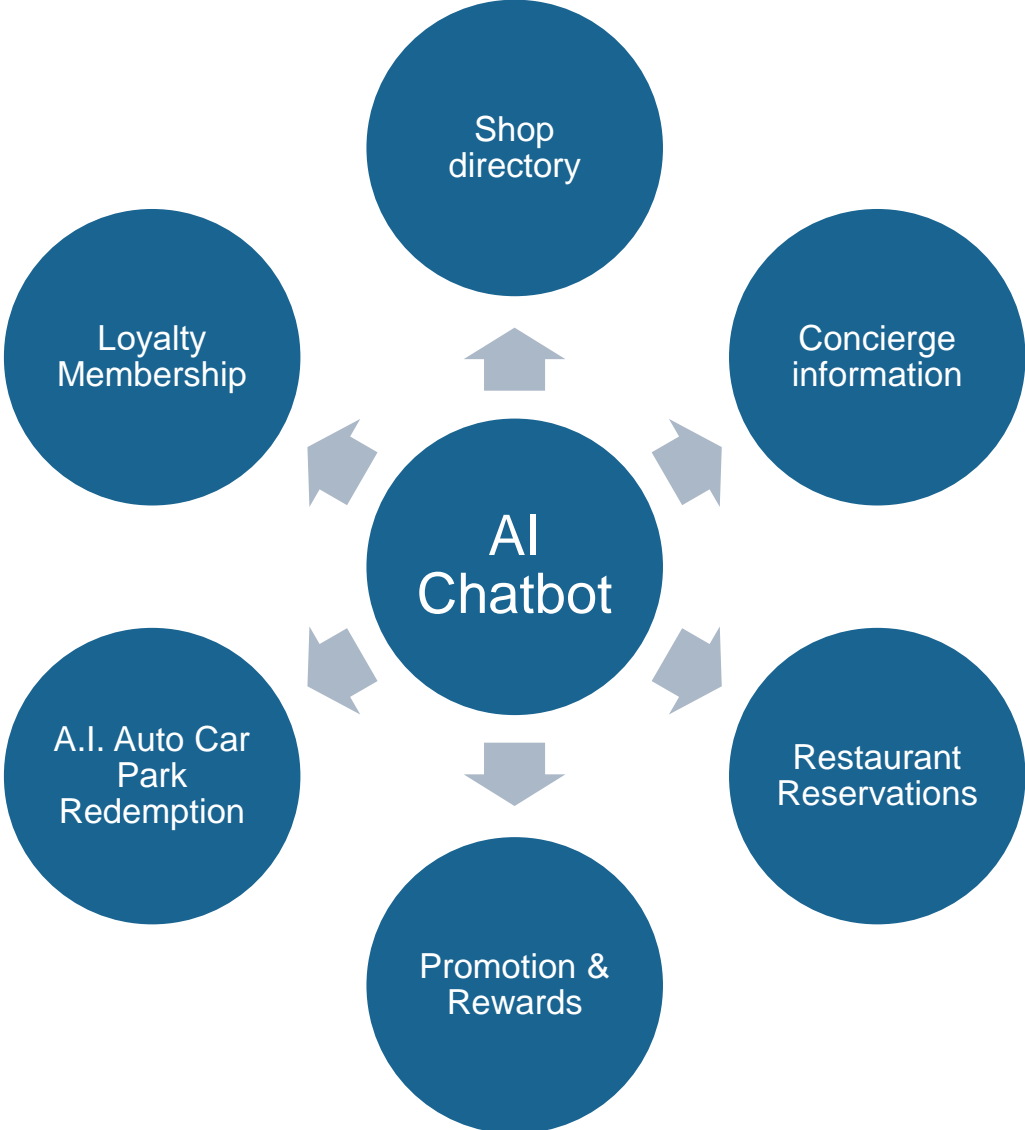 Shop
directory
Loyalty
Membership
Concierge
information
AI
Chatbot
A.I. Auto Car
Park
Redemption
Restaurant
Reservations
Promotion &
Rewards